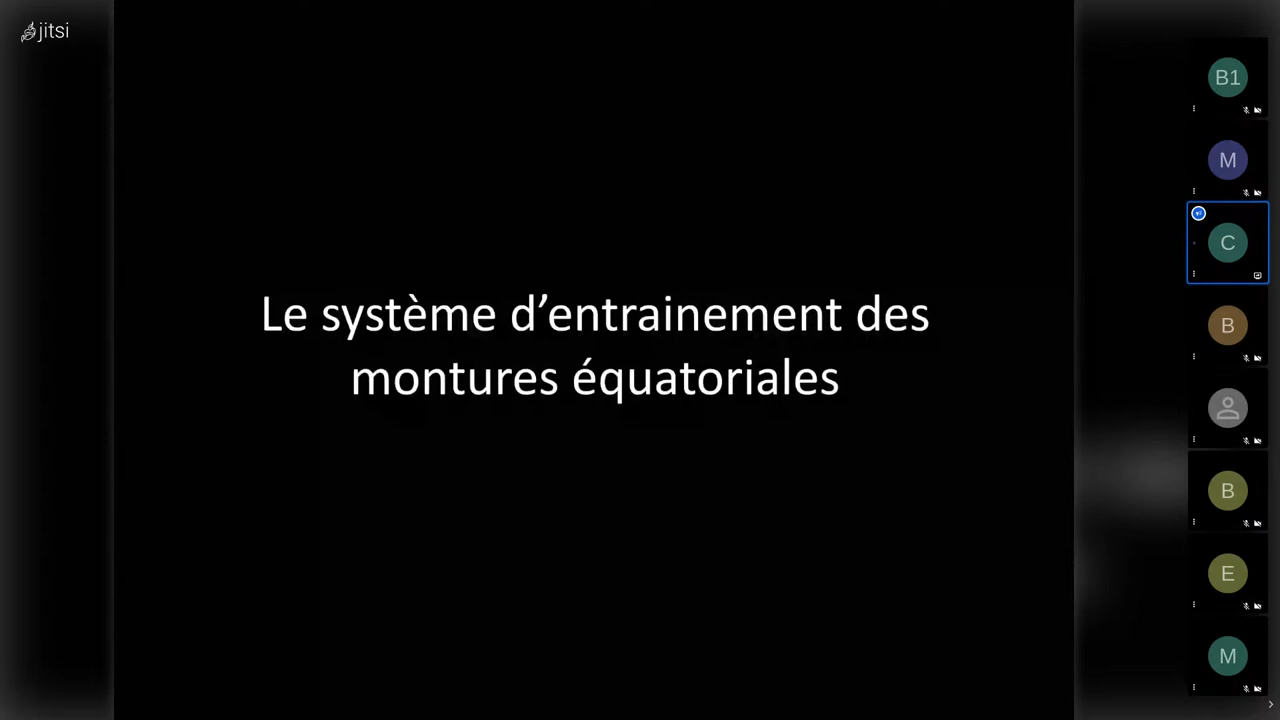 jitsi
Le système d’entrainement des
montures équatoriales
B1
M
C
B
B
E
M